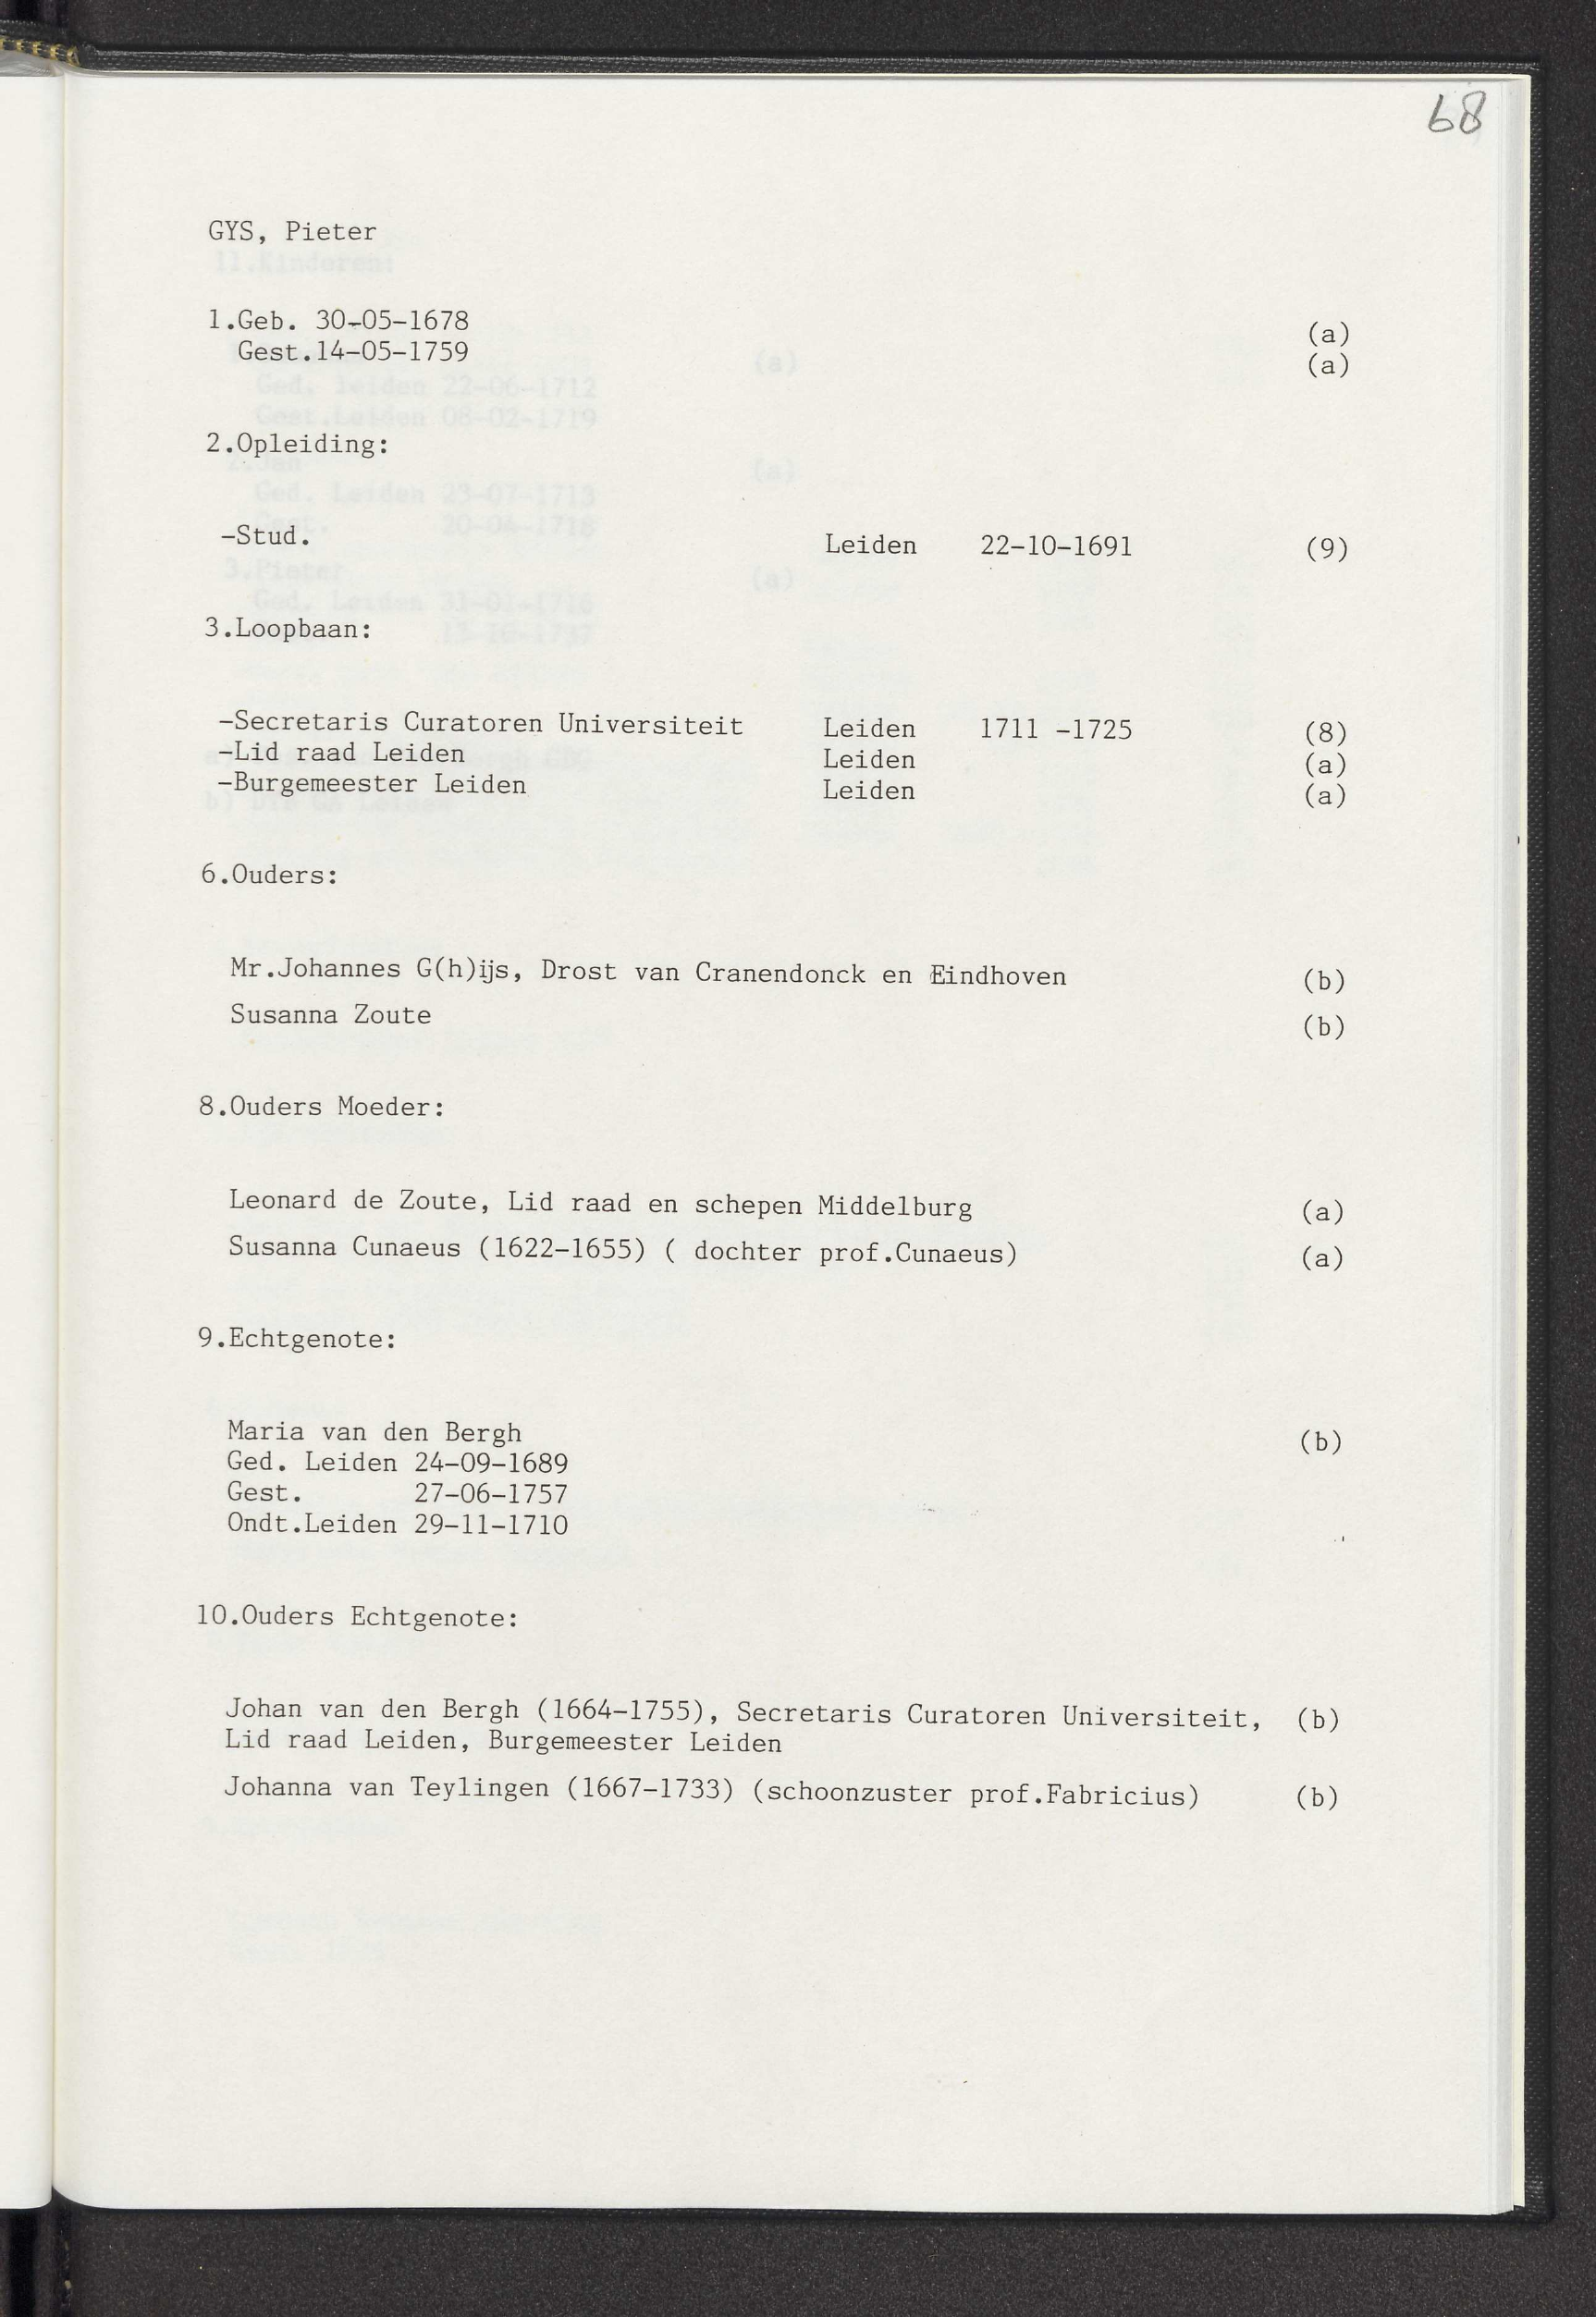 68
GYS, Pieter
1.Geb. 30-05-1678 (a)
Gest.14-05-1759 (a)
2.Opleiding:
-Stud. Leiden 22-10-1691 (9)
3.Loopbaan:
-Secretaris Curatoren Universiteit Leiden 1711 -1725 (8)
-Lid raad Leiden Leiden (a)
-Burgemeester Leiden Leiden (a)
6.Ouders:
Mr.Johannes G(h)ijs, Drost van Cranendonck en Eindhoven (b)
Susanna Zoute (b)
8.Ouders Moeder:
Leonard de Zoute, Lid raad en schepen Middelburg (a)
Susanna Cunaeus (1622-1655) ( dochter prof.Cunaeus) (a)
9.Echtgenote:
Maria van den Bergh (b)
Ged. Leiden 24-09-1689
Gest. 27-06-1757
Ondt.Leiden 29-11-1710
10.Ouders Echtgenote:
Johan van den Bergh (1664-1755), Secretaris Curatoren Universiteit, (b)
Lid raad Leiden, Burgemeester Leiden
Johanna van Teylingen (1667-1733) (schoonzuster prof.Fabricius) (b)